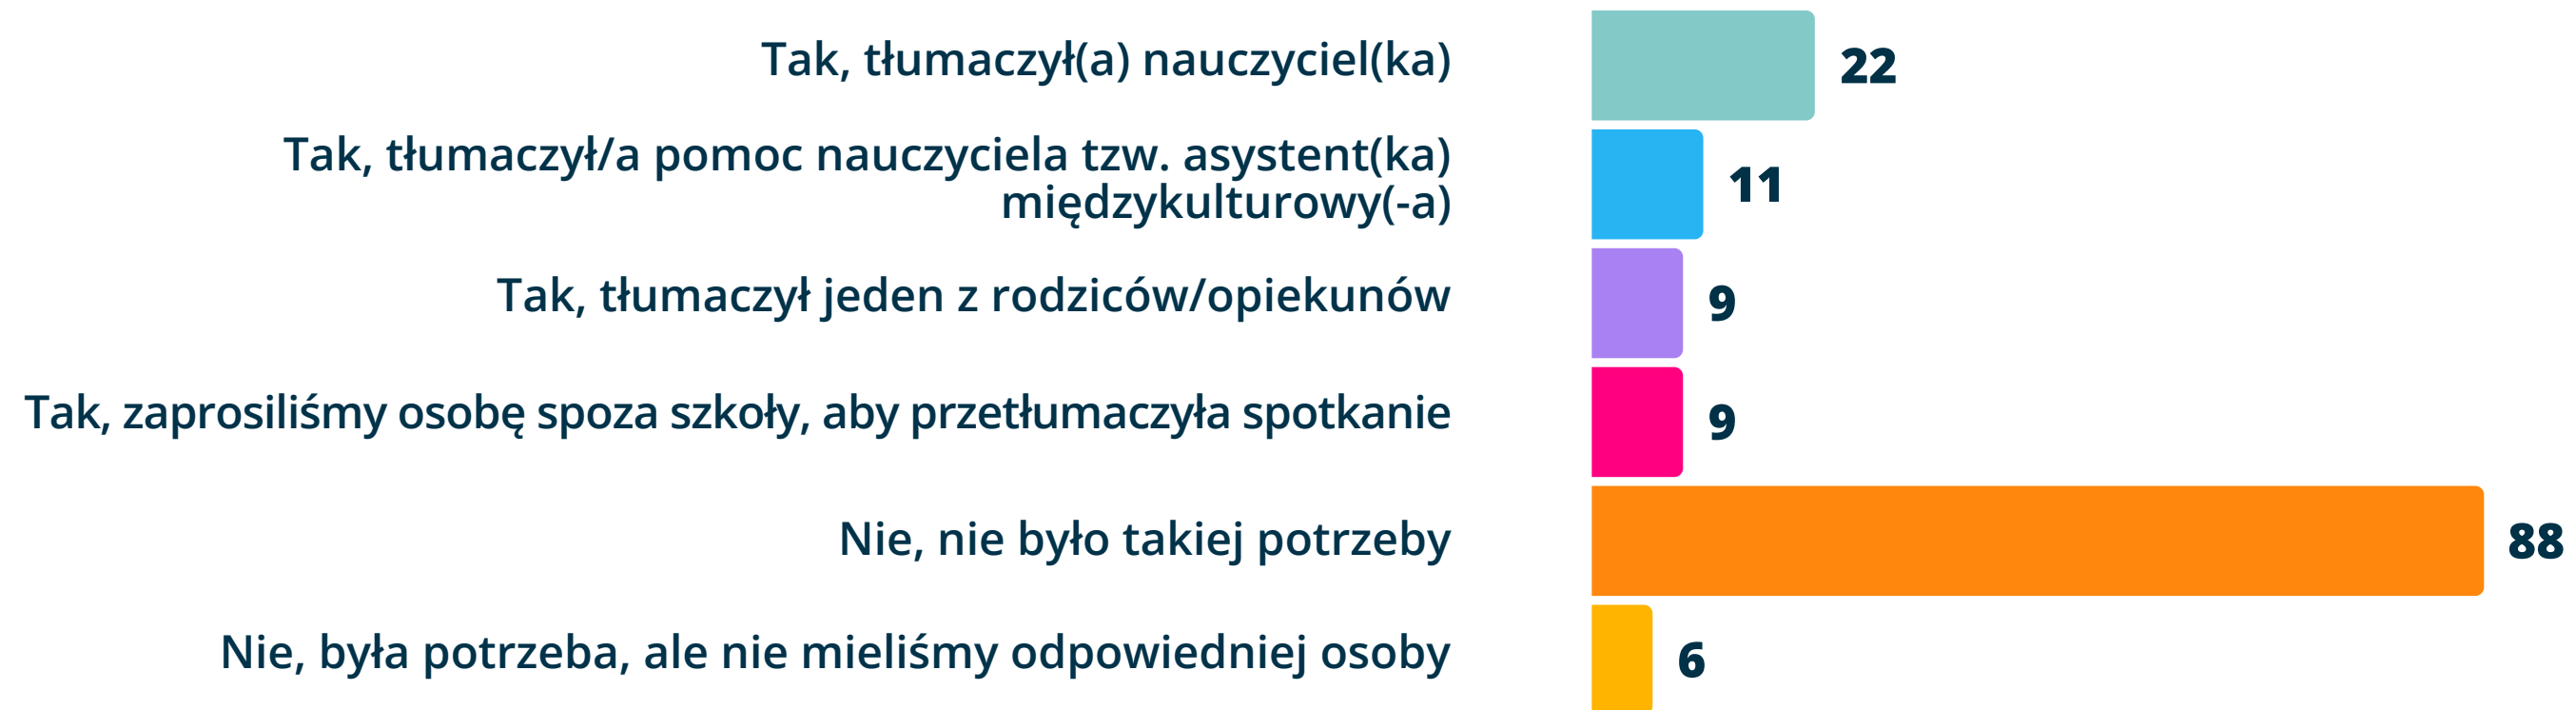 Tak, tłumaczył(a) nauczyciel(ka)
22
Tak, tłumaczył/a pomoc nauczyciela tzw. asystent(ka)
międzykulturowy(-a)
11
Tak, tłumaczył jeden z rodziców/opiekunów
9
Tak, zaprosiliśmy osobę spoza szkoły, aby przetłumaczyła spotkanie
9
Nie, nie było takiej potrzeby
88
Nie, była potrzeba, ale nie mieliśmy odpowiedniej osoby
6